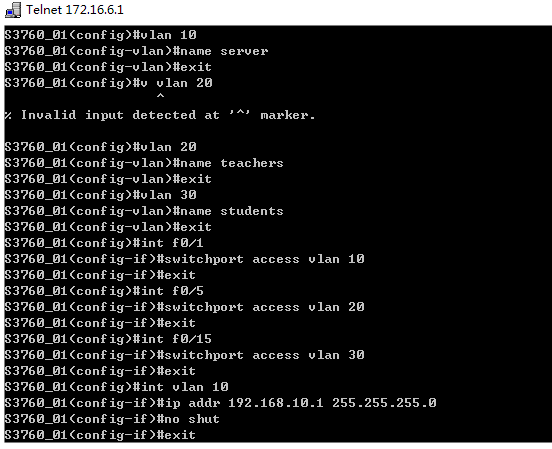 Telnet 172.16.6.1
S3760_01(config)#vlan 10
S3760_01(config-vlan)#name server
S3760_01(config-vlan)#exit
S3760_01(config)#v vlan 20
^
% Invalid input detected at '^' marker.
S3760_01(config)#vlan 20
S3760_01(config-vlan)#name teachers
S3760_01(config-vlan)#exit
S3760_01(config)#vlan 30
S3760_01(config-vlan)#name students
S3760_01(config-vlan)#exit
S3760_01(config)#int f0/1
S3760_01(config-if)#switchport access vlan 10
S3760_01(config-if)#exit
S3760_01(config)#int f0/5
S3760_01(config-if)#switchport access vlan 20
S3760_01(config-if)#exit
S3760_01(config)#int f0/15
S3760_01(config-if)#switchport access vlan 30
S3760_01(config-if)#exit
S3760_01(config)#int vlan 10
S3760_01(config-if)#ip addr 192.168.10.1 255.255.255.0
S3760_01(config-if)#no shut
S3760_01(config-if)#exit